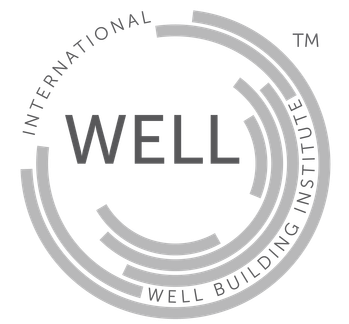 INTERNATIONAL
TM
WELL
WELL BUILDING INSTITUTE